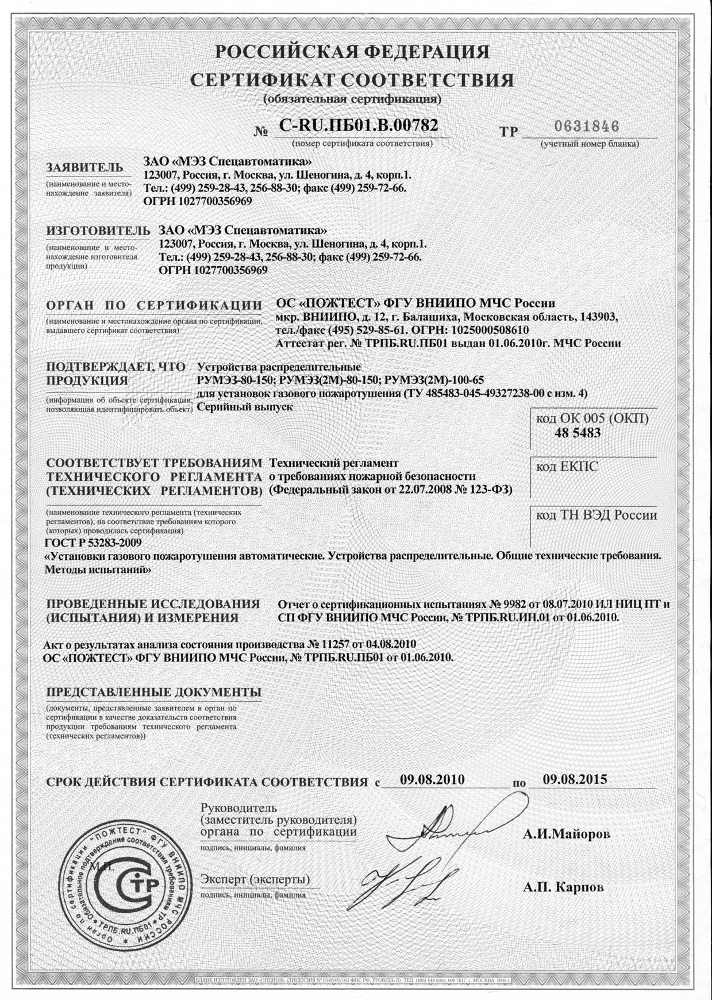 РОССИЙСКАЯ ФЕДЕРАЦИЯ
СЕРТИФИКАТ СООТВЕТСТВИЯ
(обязательная сертификация)
№ C-RU.ПБ01.В.00782
ТР 0631846
(номер сертификата соответствия)
(учетный номер бланка)
ЗАЯВИТЕЛЬ
(наименование и место-
нахождение заявителя)
ЗАО «МЭЗ Спецавтоматика»
123007, Россия, г. Москва, ул. Шеногина, д. 4, корп.1.
Тел.: (499) 259-28-43, 256-88-30; факс (499) 259-72-66.
ОГРН 1027700356969
ИЗГОТОВИТЕЛЬ
(наименование и место-
нахождение изготовителя
продукции)
ЗАО «МЭЗ Спецавтоматика»
123007, Россия, г. Москва, ул. Шеногина, д. 4, корп.1.
Тел.: (499) 259-28-43, 256-88-30; факс (499) 259-72-66.
ОГРН 1027700356969
ОРГАН ПО СЕРТИФИКАЦИИ
(наименование и местонахождение органа по сертификации,
выдавшего сертификат соответствия)
ОС «ПОЖТЕСТ» ФГУ ВНИИПО МЧС России
мкр. ВНИИПО, д. 12, г. Балашиха, Московская область, 143903,
тел./факс (495) 529-85-61. ОГРН: 1025000508610
Аттестат рег. № ТРПБ.RU.ПБ01 выдан 01.06.2010г. МЧС России
ПОДТВЕРЖДАЕТ, ЧТО
ПРОДУКЦИЯ
(информация об объекте сертификации,
позволяющая идентифицировать объект)
Устройства распределительные
РУМЭЗ-80-150; РУМЭЗ(2М)-80-150; РУМЭЗ(2М)-100-65
для установок газового пожаротушения (ТУ 485483-045-49327238-00 с изм. 4)
Серийный выпуск
код ОК 005 (ОКП)
48 5483
СООТВЕТСТВУЕТ ТРЕБОВАНИЯМ
ТЕХНИЧЕСКОГО РЕГЛАМЕНТА
(ТЕХНИЧЕСКИХ РЕГЛАМЕНТОВ)
Технический регламент
о требованиях пожарной безопасности
(Федеральный закон от 22.07.2008 № 123-ФЗ)
код ЕКПС
код ТН ВЭД России
(наименование технического регламента (технических
регламентов), на соответствие требованиям которого
(которых) проводилась сертификация)
ГОСТ Р 53283-2009
«Установки газового пожаротушения автоматические. Устройства распределительные. Общие технические требования.
Методы испытаний»
ПРОВЕДЕННЫЕ ИССЛЕДОВАНИЯ
(ИСПЫТАНИЯ) И ИЗМЕРЕНИЯ
Отчет о сертификационных испытаниях № 9982 от 08.07.2010 ИЛ НИЦ ПТ и
СП ФГУ ВНИИПО МЧС России, № ТРПБ.RU.ИН.01 от 01.06.2010.
Акт о результатах анализа состояния производства № 11257 от 04.08.2010
ОС «ПОЖТЕСТ» ФГУ ВНИИПО МЧС России, № ТРПБ.RU.ПБ01 от 01.06.2010.
ПРЕДСТАВЛЕННЫЕ ДОКУМЕНТЫ
(документы, представленные заявителем в орган по
сертификации в качестве доказательств соответствия
продукции требованиям технического регламента
(технических регламентов))
СРОК ДЕЙСТВИЯ СЕРТИФИКАТА СООТВЕТСТВИЯ с 09.08.2010 по 09.08.2015
Руководитель
(заместитель руководителя)
органа по сертификации
подпись, инициалы, фамилия
А.И.Майоров
Эксперт (эксперты)
подпись, инициалы, фамилия
А.П. Карпов
М.П.
Орган по сертификации "ПОЖТЕСТ" ФГУ ВНИИПО МЧС РОССИИ
Обязательное подтверждение соответствия требованиям ТР
ТРПБ.RU.ПБ01
СТР
БЛАНК ИЗГОТОВЛЕН ЗАО «ОПЦИОН» (ЛИЦЕНЗИЯ № 05-05-09/003 ФНС РФ, УРОВЕНЬ В), ТЕЛ. (495) 648 6068, 608 7617, г. МОСКВА, 2009 г.